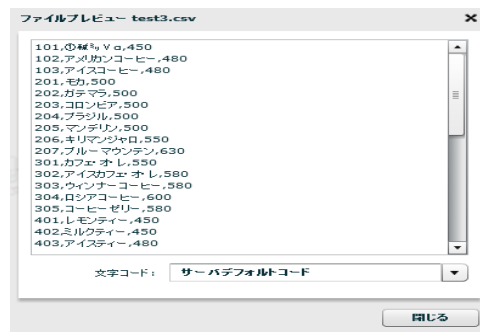 ファイルプレビュー test3.csv
102,アメリカンコーヒー,480
103,アイスコーヒー,480
201,モカ,500
202,ガテマラ,500
203,コロンビア,500
204,ブラジル,500
205,マンデリン,500
206,キリマンジャロ,550
207,ブルーマウンテン,630
301,カフェ・オ・レ,550
302,アイスカフェ・オ・レ,580
303,ウィンナーコーヒー,580
304,ロシアコーヒー,600
305,コーヒーゼリー,580
401,レモンティー,450
402,ミルクティー,450
403,アイスティー,480
文字コード: サーバデフォルトコード
閉じる